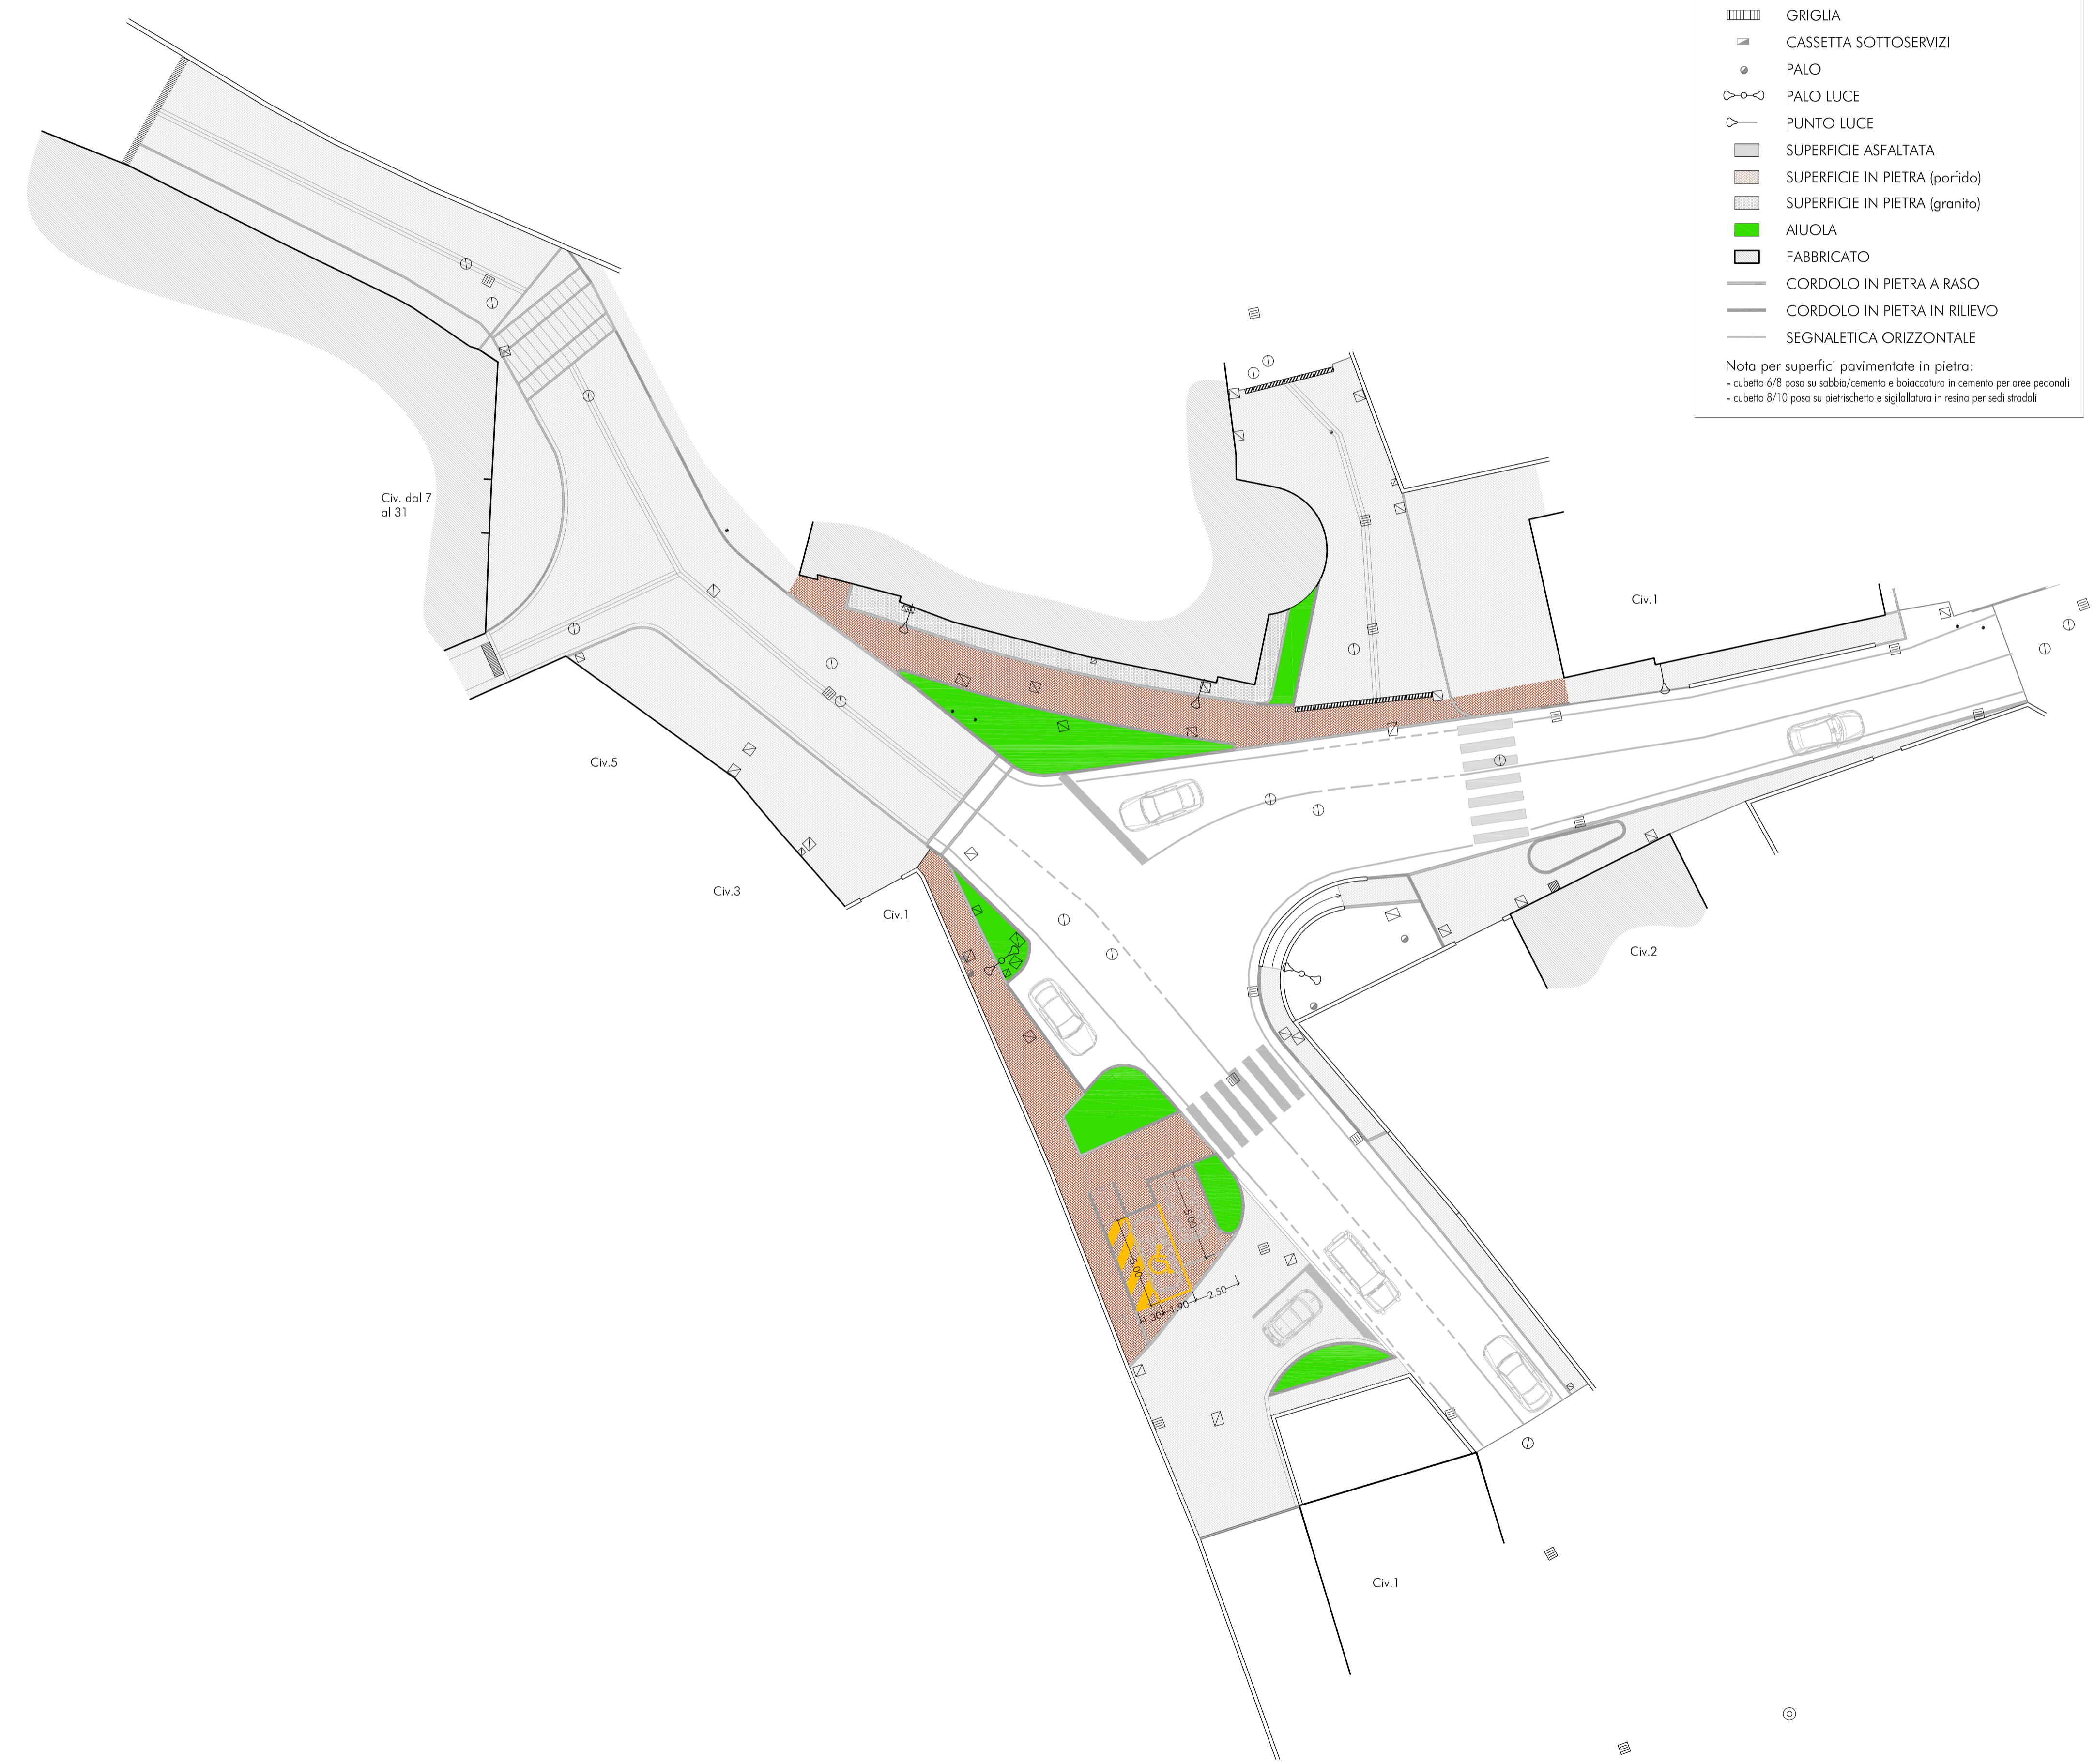 GRIGLIA
CASSETTA SOTTOSERVIZI
PALO
PALO LUCE
PUNTO LUCE
SUPERFICIE ASFALTATA
SUPERFICIE IN PIETRA (porfido)
SUPERFICIE IN PIETRA (granito)
AIUOLA
FABBRICATO
CORDOLO IN PIETRA A RASO
CORDOLO IN PIETRA IN RILIEVO
SEGNALETICA ORIZZONTALE
Nota per superfici pavimentate in pietra:
- cubetto 6/8 posa su sabbia/cemento e boiaccatura in cemento per aree pedonali
- cubetto 8/10 posa su pietrischetto e sigilallatura in resina per sedi stradali
Civ. dal 7
al 31
Civ.1
Civ.5
Civ.3
Civ.1
Civ.2
5.00
5.00
1.30
1.90
2.50
Civ.1